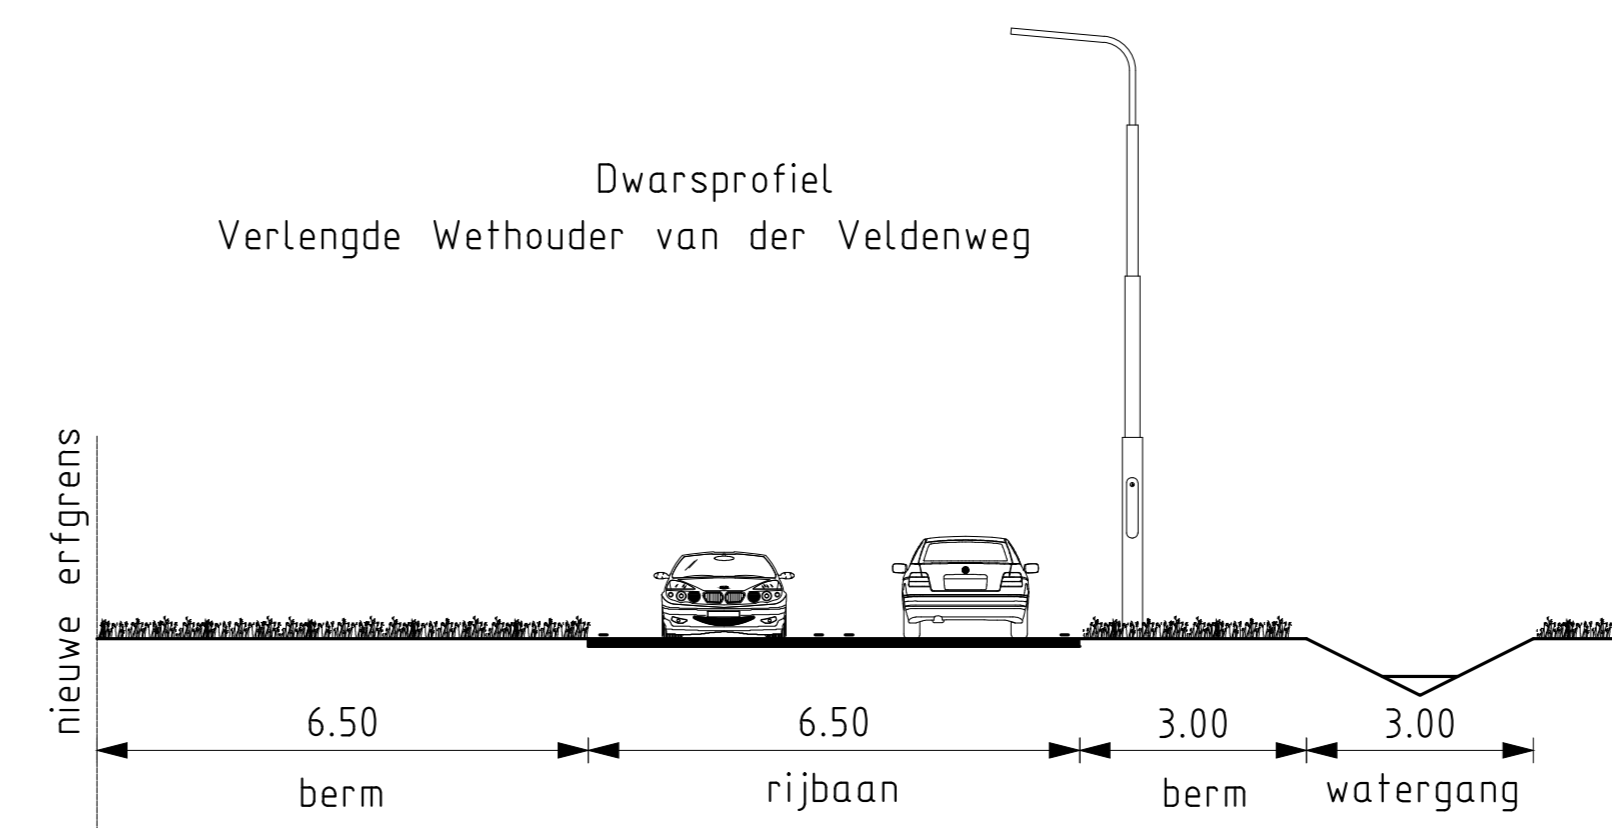 Dwarsprofiel
Verlengde Wethouder van der Veldenweg
nieuwe erfgrens
6.50 6.50 3.00 3.00
berm rijbaan berm watergang